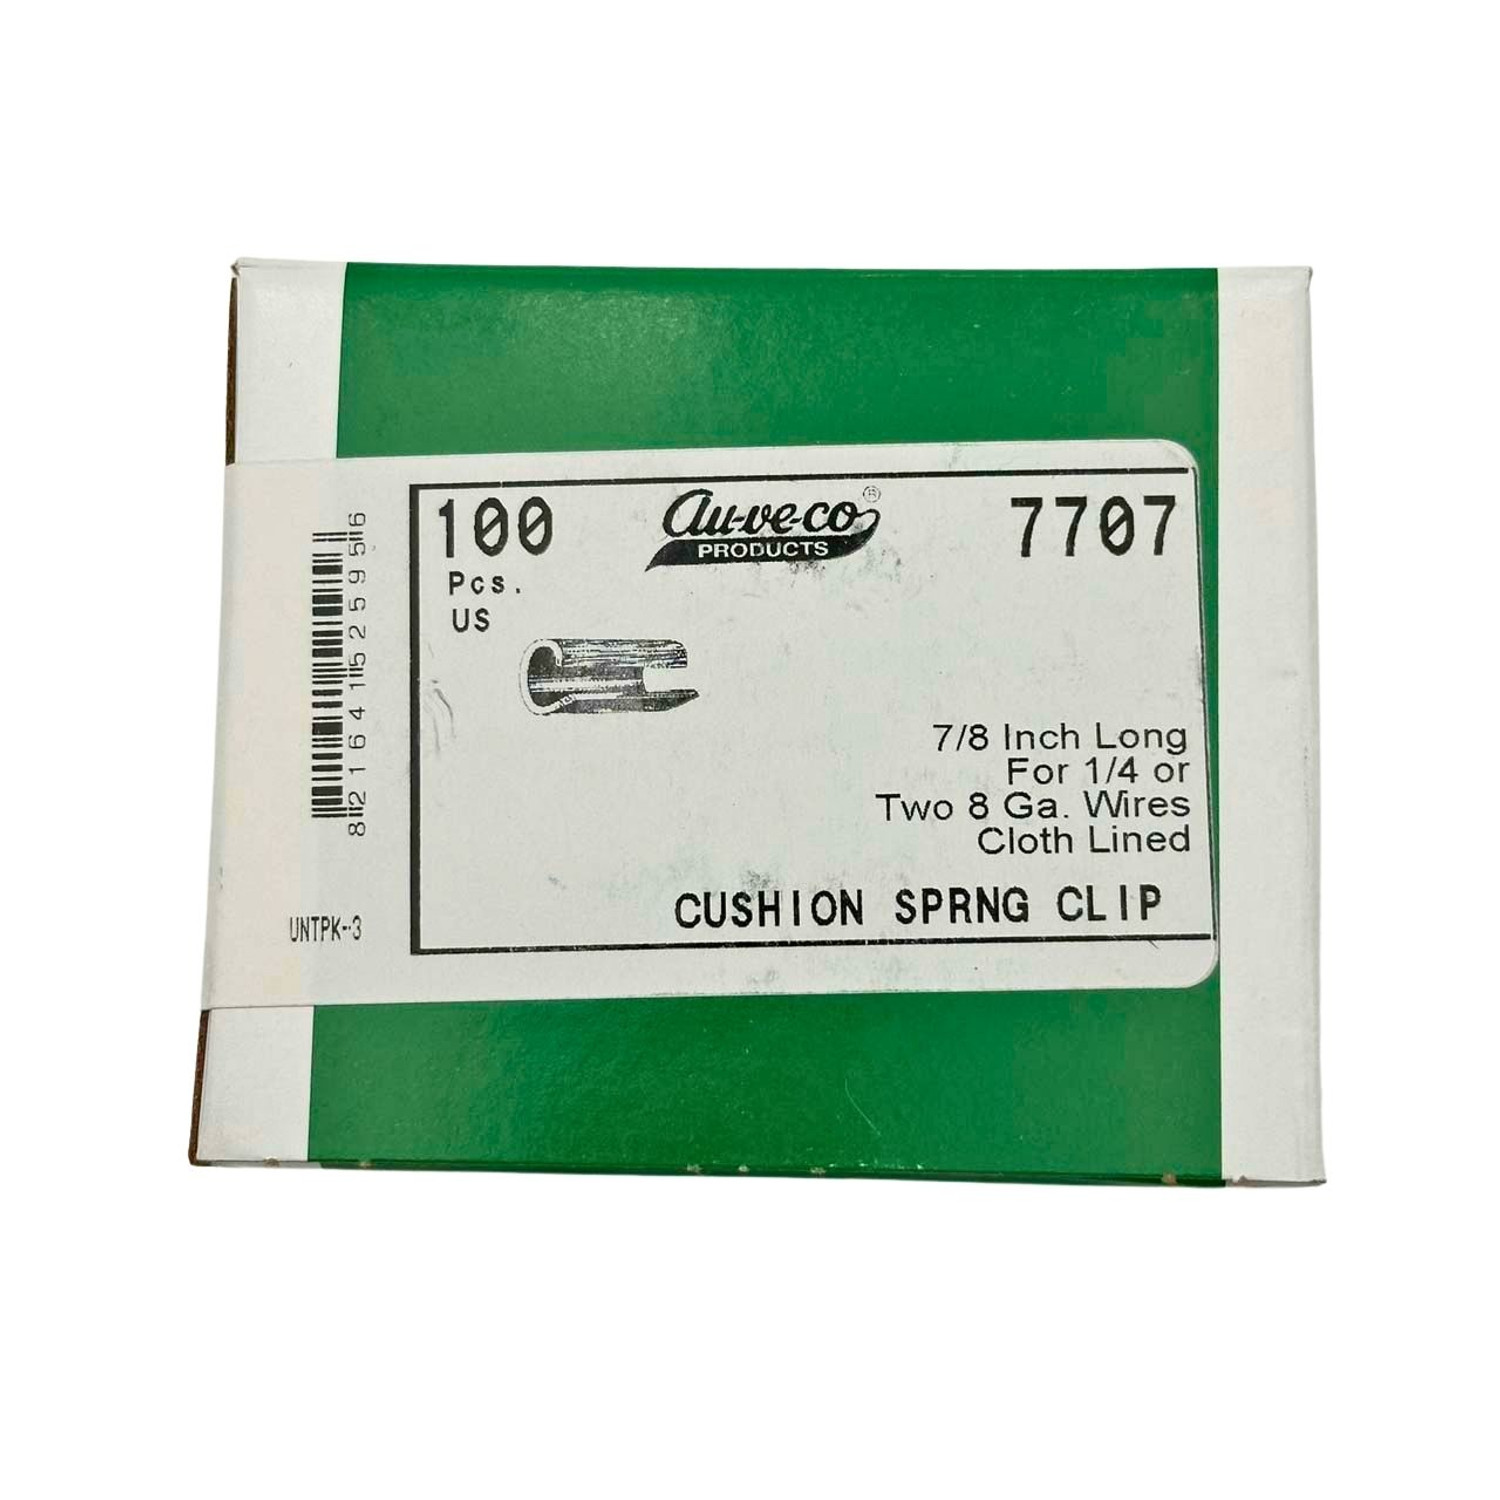 100
au-ve-co®
PRODUCTS
7707
Pcs.
US
7/8 Inch Long
For 1/4 or
Two 8 Ga. Wires
Cloth Lined
CUSHION SPRNG CLIP
8 21641 52595 6
UNTPK-3